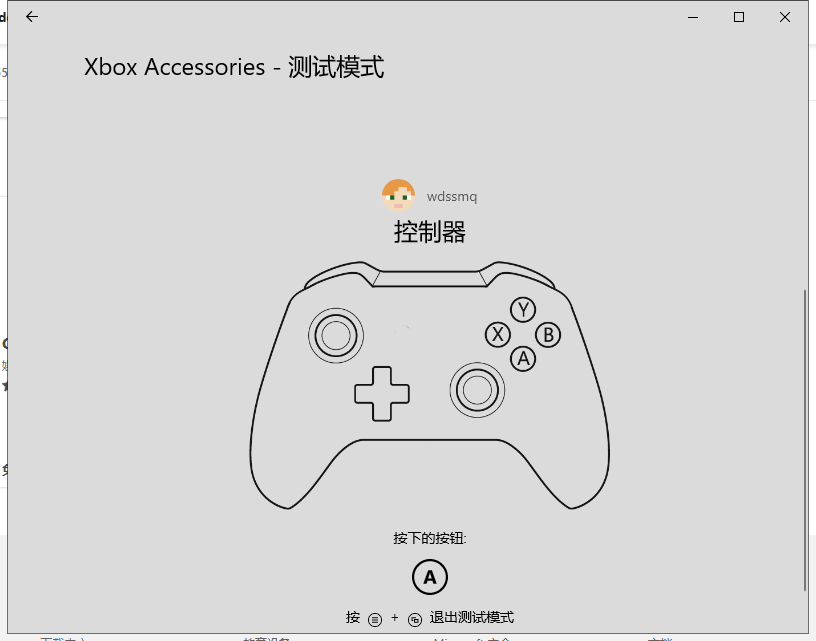 Xbox Accessories - 测试模式
wdssmq
控制器
Y
X B
A
按下的按钮:
A
按 + 退出测试模式